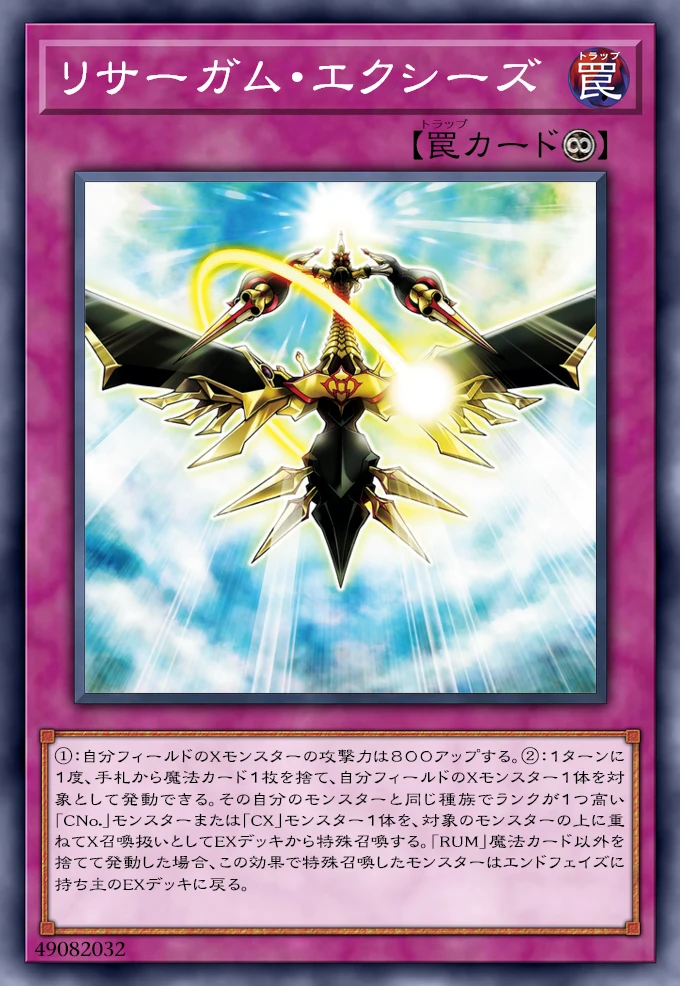 リサーガム・エクシーズ
トラップ
罠
トラップ
【罠カード♾】
①:自分フィールドのXモンスターの攻撃力は800アップする。②:1ターンに
1度、手札から魔法カード1枚を捨て、自分フィールドのXモンスター1体を対
象として発動できる。その自分のモンスターと同じ種族でランクが1つ高い
「CNo.」モンスターまたは「CX」モンスター1体を、対象のモンスターの上に重
ねてX召喚扱いとしてEXデッキから特殊召喚する。「RUM」魔法カード以外を
捨てて発動した場合、この効果で特殊召喚したモンスターはエンドフェイズに
持ち主のEXデッキに戻る。
49082032